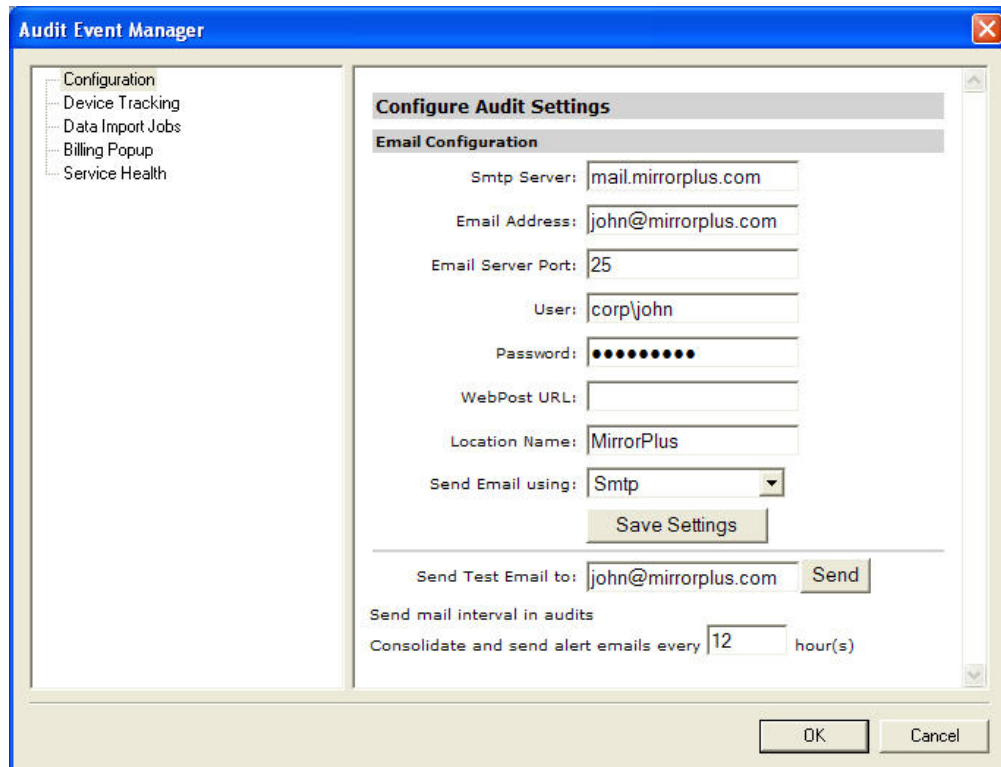 Audit Event Manager
Configuration
Device Tracking
Data Import Jobs
Billing Popup
Service Health
Configure Audit Settings
Email Configuration
Smtp Server: mail.mirrorplus.com
Email Address: john@mirrorplus.com
Email Server Port: 25
User: corp\john
Password: ●●●●●●●●●
WebPost URL:
Location Name: MirrorPlus
Send Email using: Smtp
Save Settings
Send Test Email to: john@mirrorplus.com Send
Send mail interval in audits
Consolidate and send alert emails every 12 hour(s)
OK Cancel